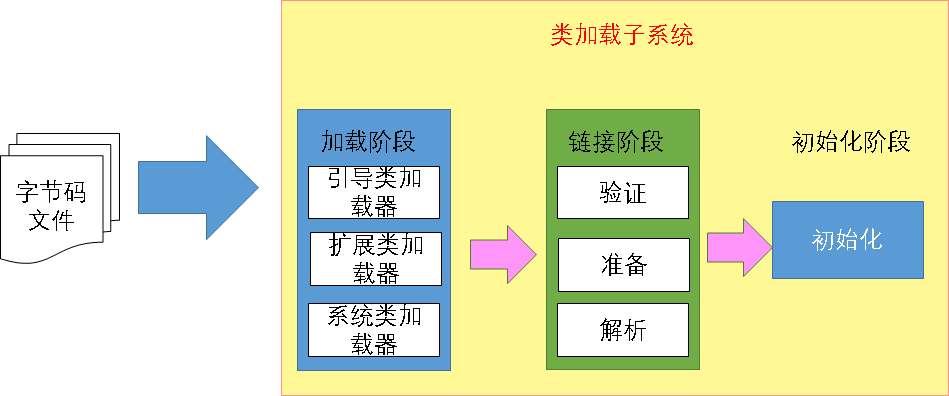 类加载子系统
字节码
文件
加载阶段
引导类加
载器
扩展类加
载器
系统类加
载器
链接阶段
验证
准备
解析
初始化阶段
初始化